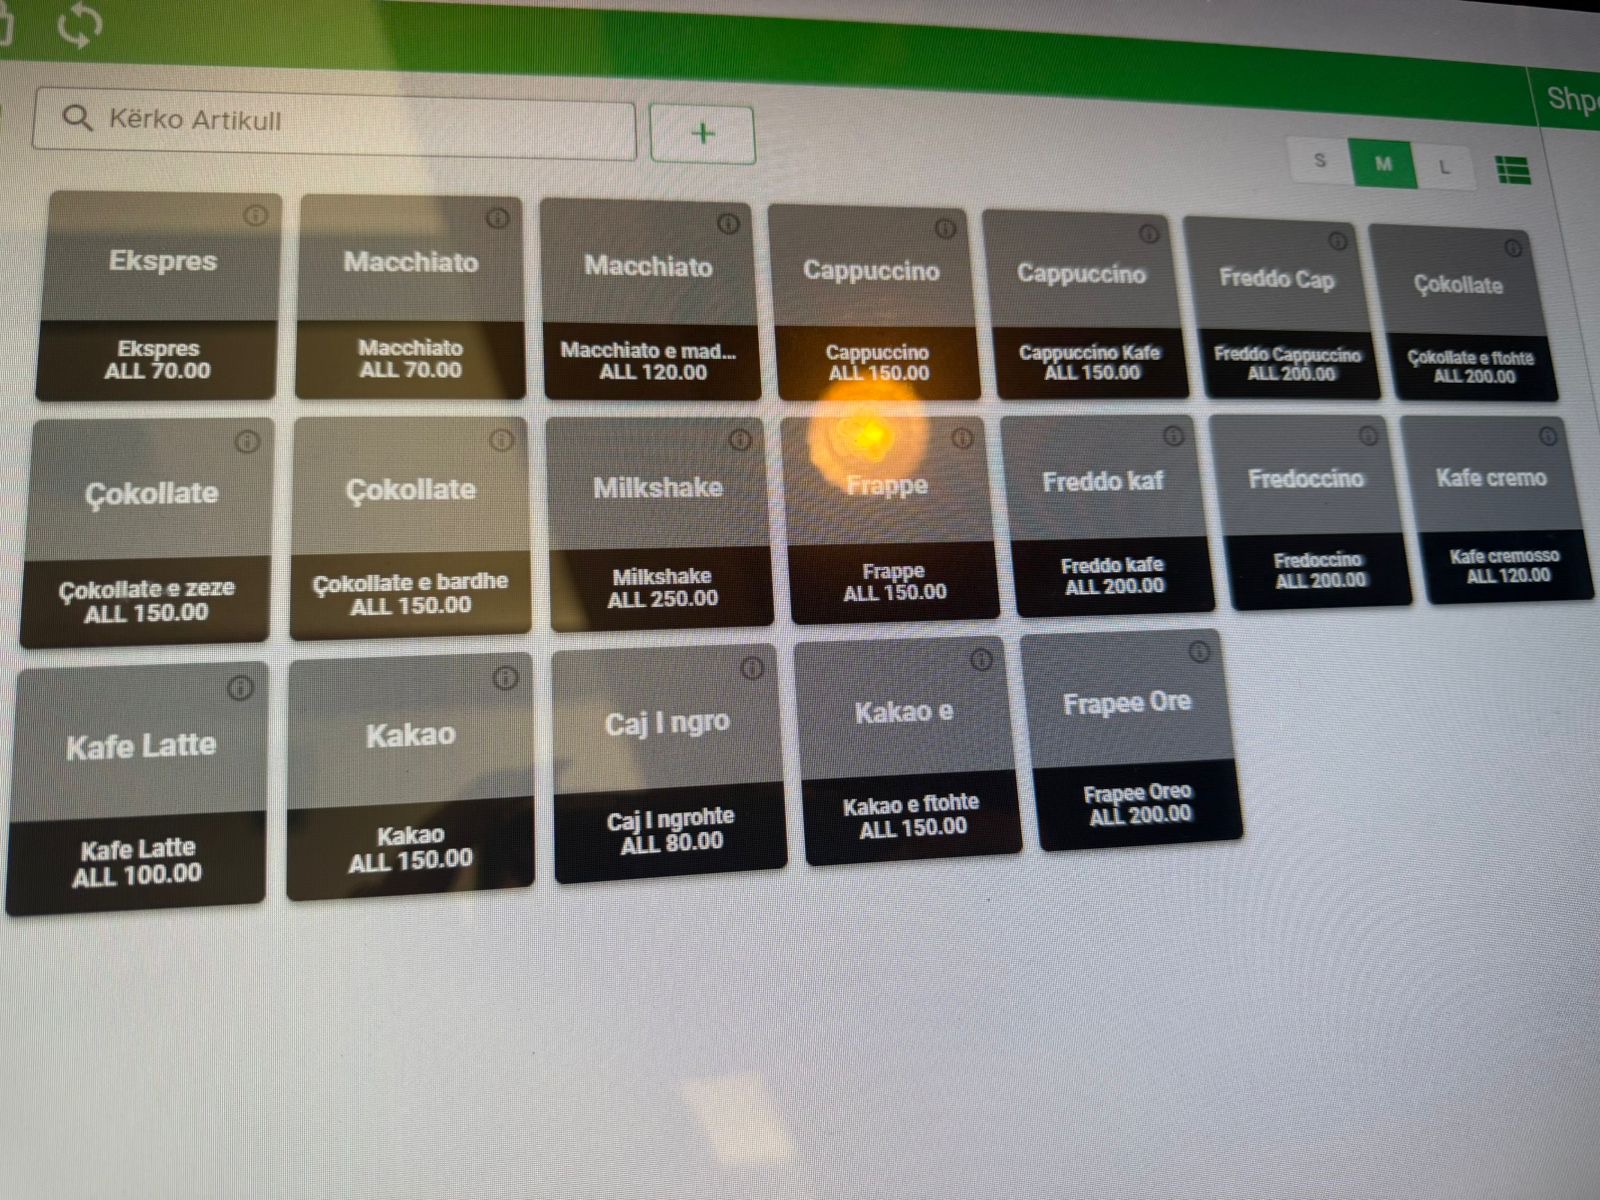 Kërko Artikull
+
S M L
Ekspres
Ekspres
ALL 70.00
Macchiato
Macchiato
ALL 70.00
Macchiato
Macchiato e mad...
ALL 120.00
Cappuccino
Cappuccino
ALL 150.00
Cappuccino
Cappuccino Kafe
ALL 150.00
Freddo Cap
Freddo Cappuccino
ALL 200.00
Çokollate
Çokollate e ftohte
ALL 200.00
Çokollate
Çokollate e zeze
ALL 150.00
Çokollate
Çokollate e bardhe
ALL 150.00
Milkshake
Milkshake
ALL 250.00
Frappe
Frappe
ALL 150.00
Freddo kaf
Freddo kafe
ALL 200.00
Fredoccino
Fredoccino
ALL 200.00
Kafe cremo
Kafe cremosso
ALL 120.00
Kafe Latte
Kafe Latte
ALL 100.00
Kakao
Kakao
ALL 150.00
Caj I ngro
Caj I ngrohte
ALL 80.00
Kakao e
Kakao e ftohte
ALL 150.00
Frapee Ore
Frapee Oreo
ALL 200.00